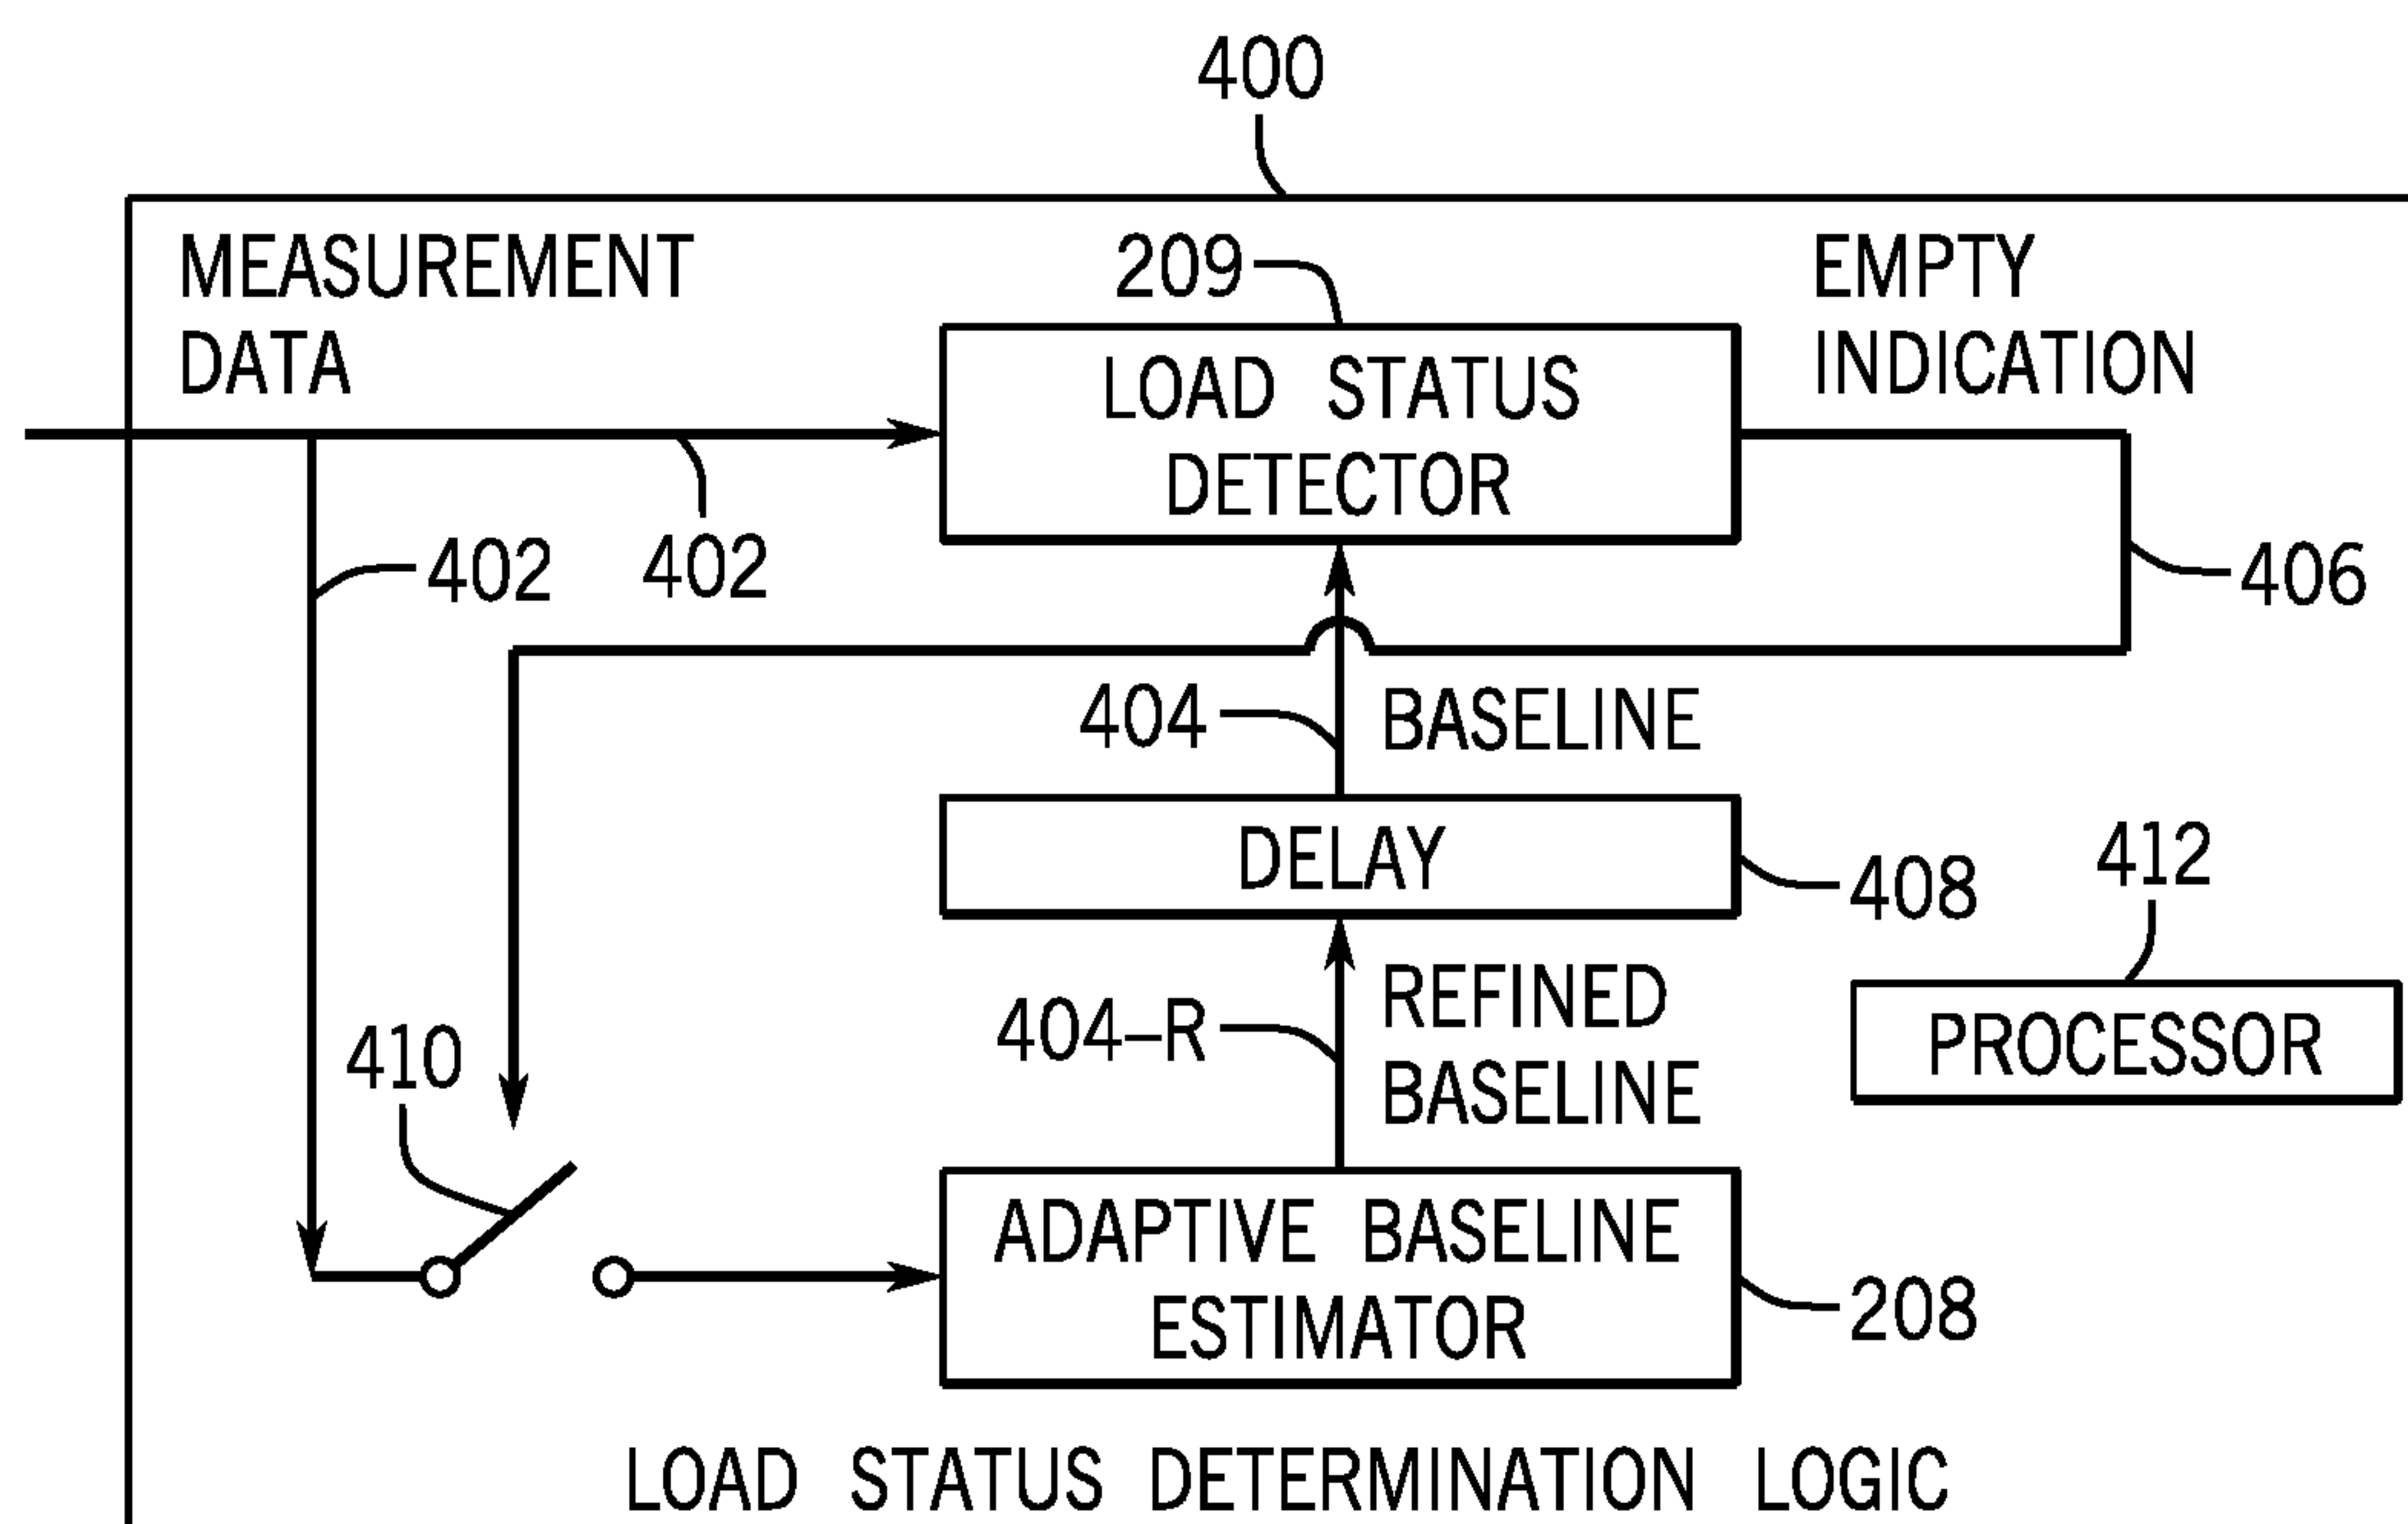 400
MEASUREMENT
DATA
209
EMPTY
INDICATION
LOAD STATUS
DETECTOR
402
402
406
404
BASELINE
DELAY
408
412
404–R
REFINED
BASELINE
PROCESSOR
410
ADAPTIVE BASELINE
ESTIMATOR
208
LOAD STATUS DETERMINATION LOGIC